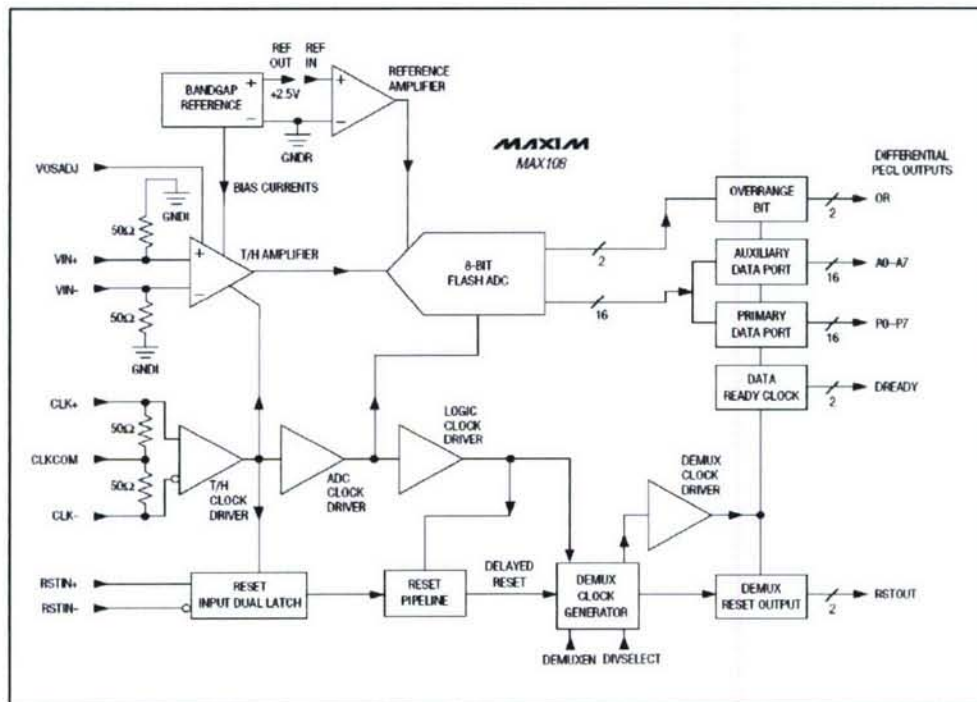 REF
OUT
REF
IN
+2.5V
BANDGAP
REFERENCE
+
−
+
−
REFERENCE
AMPLIFIER
GNDR
MAXIM
MAX108
DIFFERENTIAL
PECL OUTPUTS
VOSADJ
GNDI
BIAS CURRENTS
50Ω
VIN+
VIN-
+
−
T/H AMPLIFIER
50Ω
GNDI
8-BIT
FLASH ADC
2
16
OVERRANGE
BIT
2
OR
AUXILIARY
DATA PORT
16
A0–A7
PRIMARY
DATA PORT
16
P0–P7
DATA
READY CLOCK
2
DREADY
CLK+
50Ω
CLKCOM
50Ω
CLK-
T/H
CLOCK
DRIVER
ADC
CLOCK
DRIVER
LOGIC
CLOCK
DRIVER
DEMUX
CLOCK
DRIVER
RSTIN+
RSTIN-
RESET
INPUT DUAL LATCH
RESET
PIPELINE
DELAYED
RESET
DEMUX
CLOCK
GENERATOR
DEMUX
RESET OUTPUT
2
RSTOUT
DEMUXEN
DIVSELECT